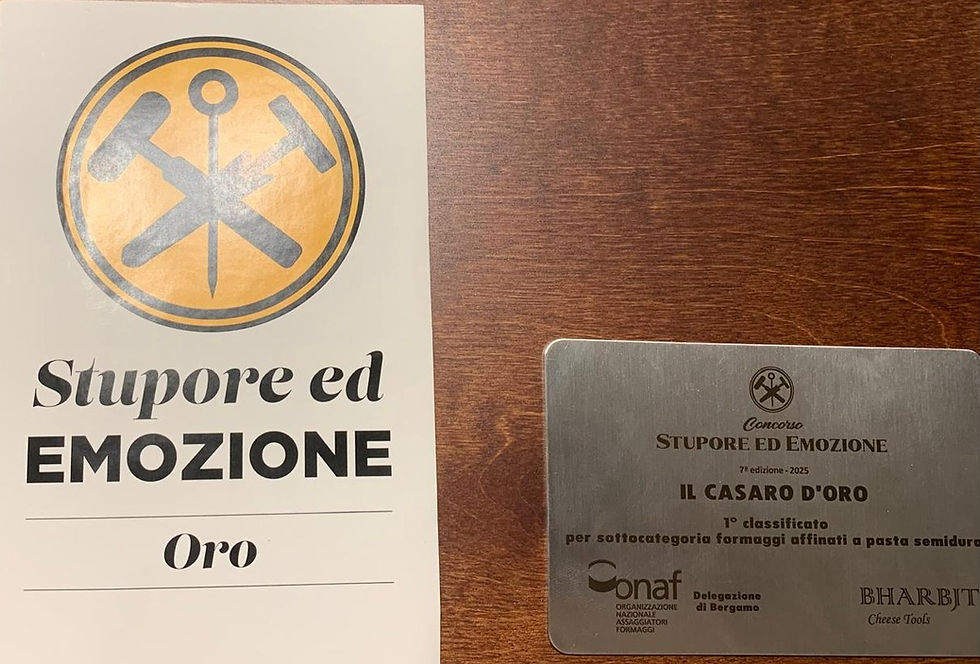 Stupore ed
EMOZIONE
Oro
Concorso
STUPORE ED EMOZIONE
7ª edizione - 2025
IL CASARO D'ORO
1° classificato
per sottocategoria formaggi affinati a pasta semidura
onaf
ORGANIZZAZIONE
NAZIONALE
ASSAGGIATORI
FORMAGGI
Delegazione
di Bergamo
BHARBJT
Cheese Tools